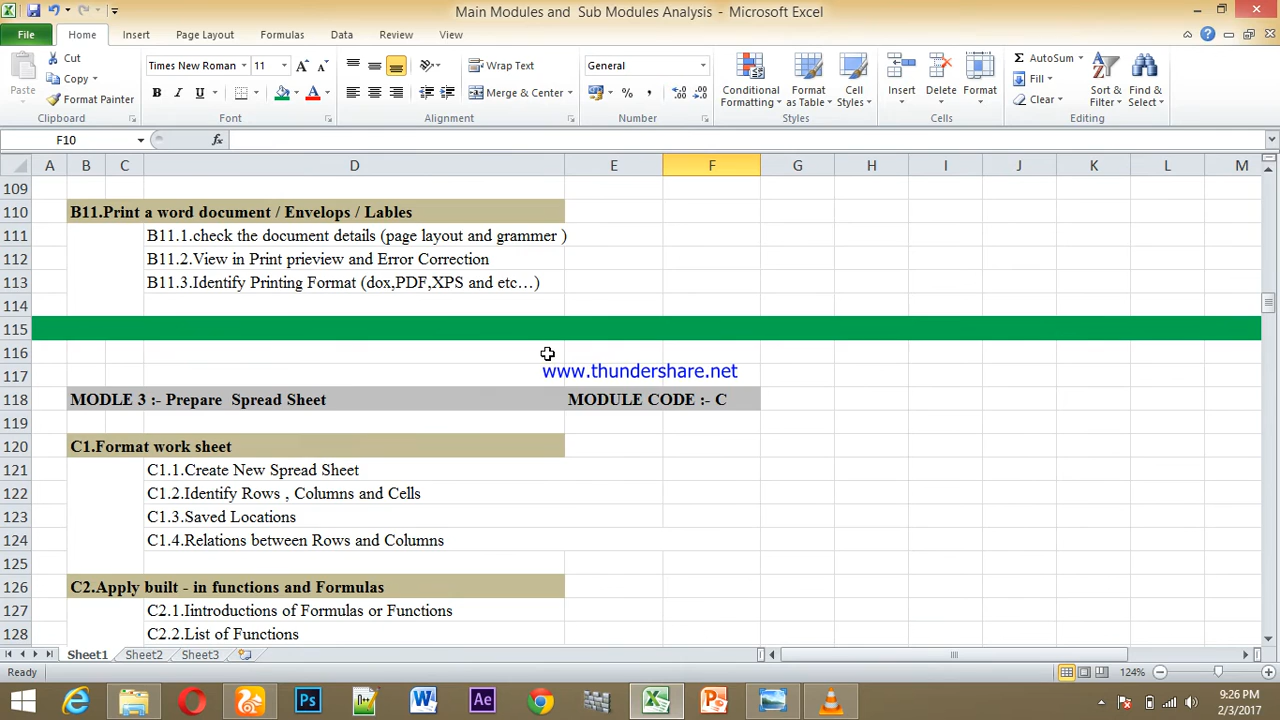 Main Modules and Sub Modules Analysis - Microsoft Excel
File Home Insert Page Layout Formulas Data Review View
Paste Cut Copy Format Painter Clipboard
Times New Roman 11 A A B I U A Font
Wrap Text Merge & Center Alignment
General % , Number
Conditional Formatting Format as Table Cell Styles Styles
Insert Delete Format Cells
AutoSum Fill Clear Sort & Filter Find & Select Editing
F10 fx
A B C D E F G H I J K L M
109
110 B11.Print a word document / Envelops / Lables
111 B11.1.check the document details (page layout and grammer )
112 B11.2.View in Print prieview and Error Correction
113 B11.3.Identify Printing Format (dox,PDF,XPS and etc…)
114
115
116
117 www.thundershare.net
118 MODLE 3 :- Prepare Spread Sheet MODULE CODE :- C
119
120 C1.Format work sheet
121 C1.1.Create New Spread Sheet
122 C1.2.Identify Rows , Columns and Cells
123 C1.3.Saved Locations
124 C1.4.Relations between Rows and Columns
125
126 C2.Apply built - in functions and Formulas
127 C2.1.Iintroductions of Formulas or Functions
128 C2.2.List of Functions
Sheet1 Sheet2 Sheet3
Ready 124%
9:26 PM
2/3/2017